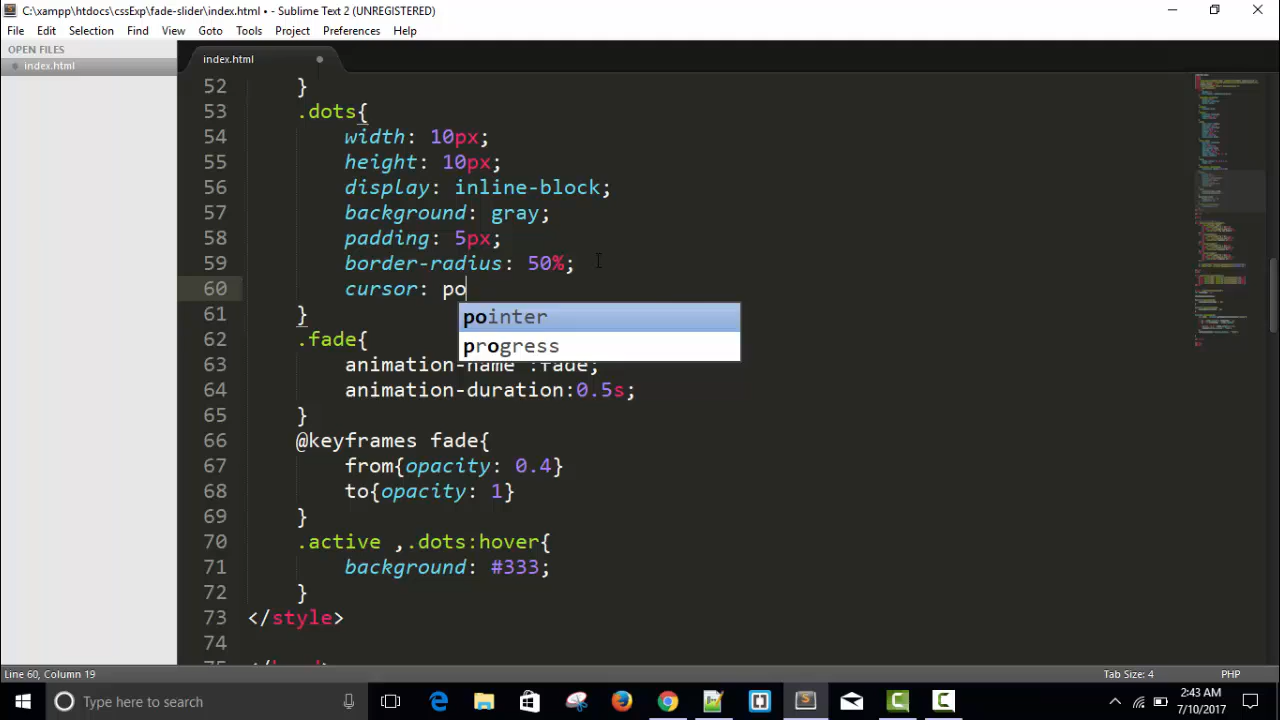 C:\xampp\htdocs\cssExp\fade-slider\index.html • - Sublime Text 2 (UNREGISTERED)
File Edit Selection Find View Goto Tools Project Preferences Help
OPEN FILES
index.html
index.html
52 }
53 .dots{
54 width: 10px;
55 height: 10px;
56 display: inline-block;
57 background: gray;
58 padding: 5px;
59 border-radius: 50%;
60 cursor: po
pointer
progress
61 }
62 .fade{
63 animation-name :fade;
64 animation-duration:0.5s;
65 }
66 @keyframes fade{
67 from{opacity: 0.4}
68 to{opacity: 1}
69 }
70 .active ,.dots:hover{
71 background: #333;
72 }
73 </style>
74
Line 60, Column 19
Tab Size: 4
PHP
Type here to search
2:43 AM
7/10/2017